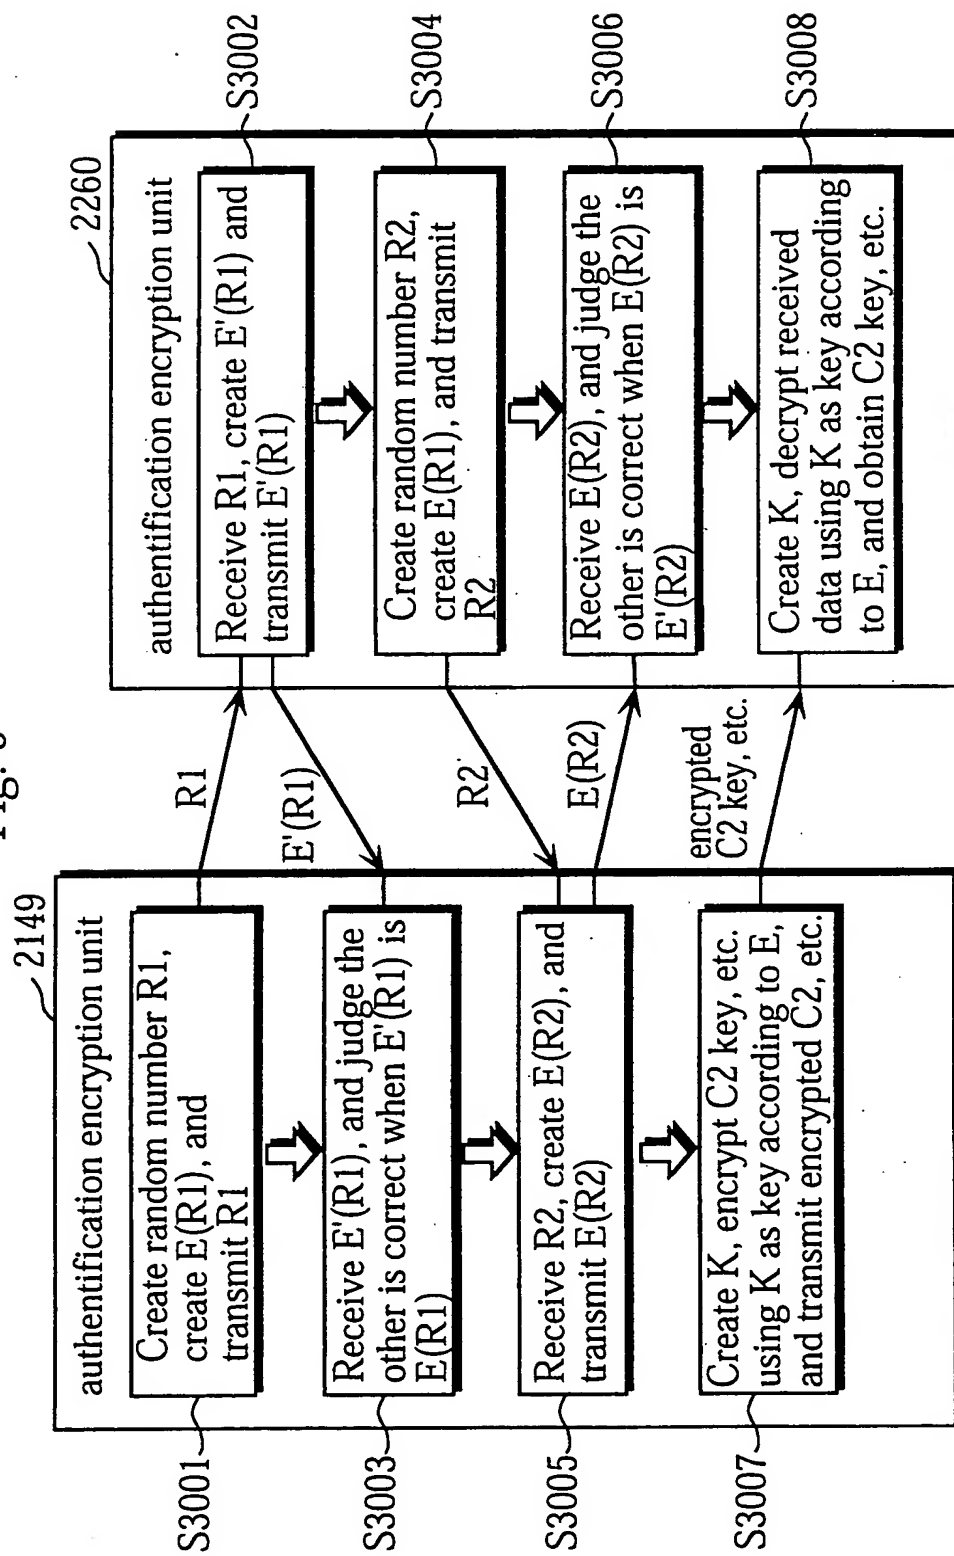 Fig.
2149
authentification encryption unit
S3001
Create random number R1,
create E(R1), and
transmit R1
S3003
Receive E'(R1), and judge the
other is correct when E'(R1) is
E(R1)
S3005
Receive R2, create E(R2), and
transmit E(R2)
S3007
Create K, encrypt C2 key, etc.
using K as key according to E,
and transmit encrypted C2, etc.
R1
E'(R1)
R2
E(R2)
encrypted
C2 key, etc.
2260
authentification encryption unit
Receive R1, create E'(R1) and
transmit E'(R1)
S3002
Create random number R2,
create E(R1), and transmit
R2
S3004
Receive E(R2), and judge the
other is correct when E(R2) is
E'(R2)
S3006
Create K, decrypt received
data using K as key according
to E, and obtain C2 key, etc.
S3008